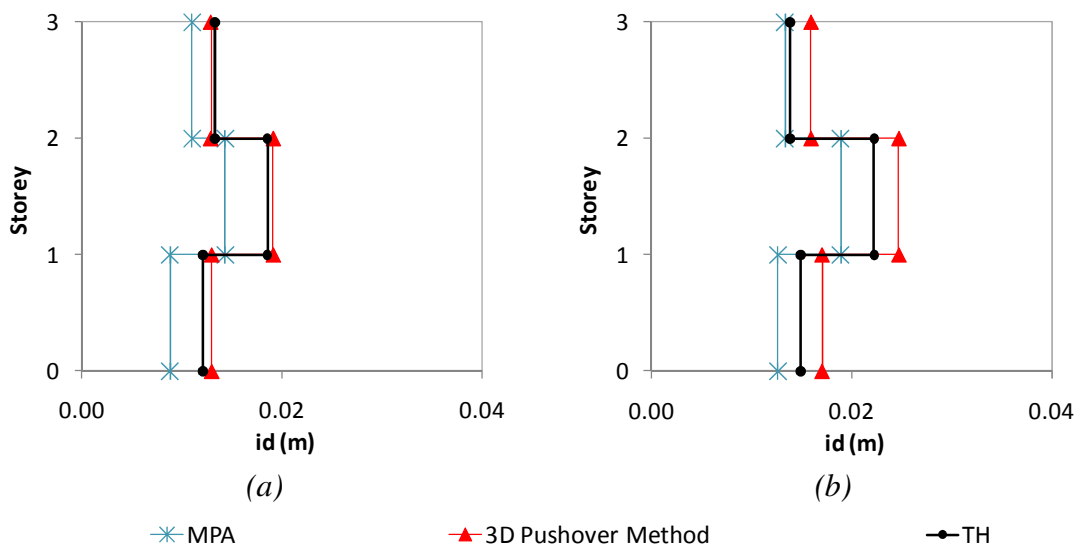 3
2
1
0
Storey
0.00 0.02 0.04
id (m)
(a)
3
2
1
0
Storey
0.00 0.02 0.04
id (m)
(b)
MPA 3D Pushover Method TH